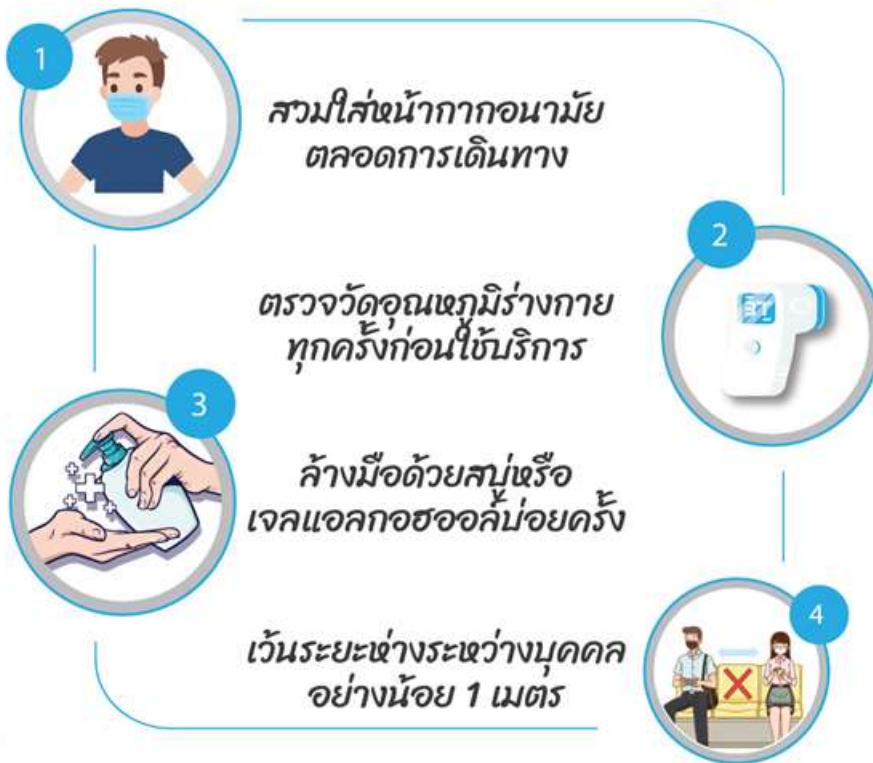 1
สวมใส่หน้ากากอนามัย
ตลอดการเดินทาง
2
ตรวจวัดอุณหภูมิร่างกาย
ทุกครั้งก่อนใช้บริการ
3
ล้างมือด้วยสบู่หรือ
เจลแอลกอฮออล์บ่อยครั้ง
4
เว้นระยะห่างระหว่างบุคคล
อย่างน้อย 1 เมตร